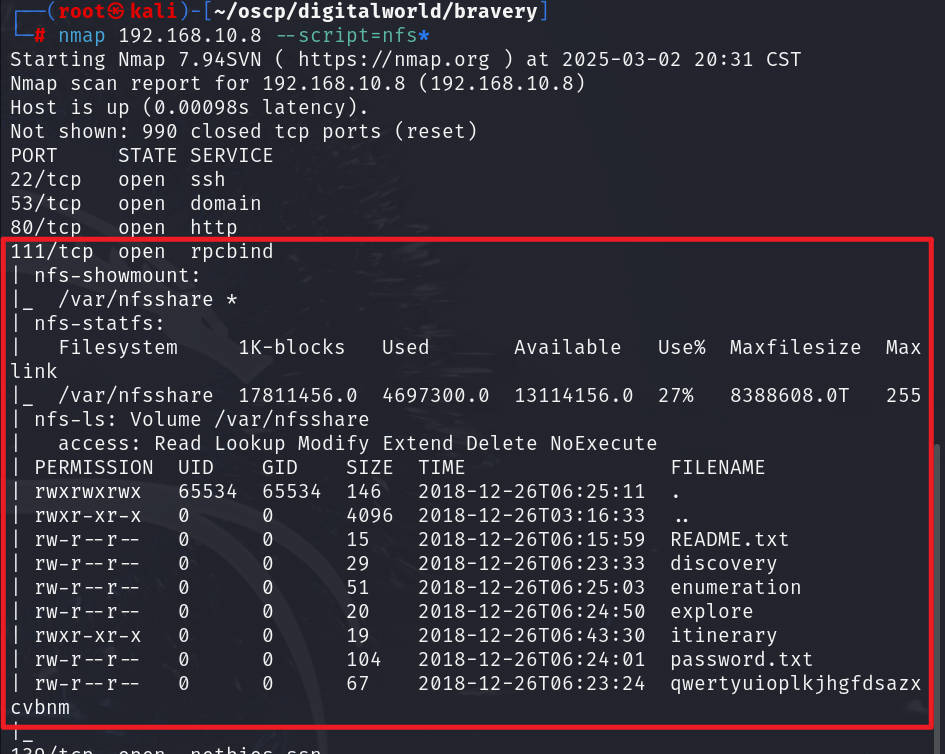 ┌──(root㉿kali)-[~/oscp/digitalworld/bravery]
└─# nmap 192.168.10.8 --script=nfs*
Starting Nmap 7.94SVN ( https://nmap.org ) at 2025-03-02 20:31 CST
Nmap scan report for 192.168.10.8 (192.168.10.8)
Host is up (0.00098s latency).
Not shown: 990 closed tcp ports (reset)
PORT     STATE SERVICE
22/tcp   open  ssh
53/tcp   open  domain
80/tcp   open  http
111/tcp  open  rpcbind
| nfs-showmount:
|_  /var/nfsshare *
| nfs-statfs:
|   Filesystem     1K-blocks   Used       Available   Use%  Maxfilesize  Max
link
|_  /var/nfsshare  17811456.0  4697300.0  13114156.0  27%   8388608.0T   255
| nfs-ls: Volume /var/nfsshare
|   access: Read Lookup Modify Extend Delete NoExecute
| PERMISSION  UID    GID    SIZE  TIME                 FILENAME
| rwxrwxrwx   65534  65534  146   2018-12-26T06:25:11  .
| rwxr-xr-x   0      0      4096  2018-12-26T03:16:33  ..
| rw-r--r--   0      0      15    2018-12-26T06:15:59  README.txt
| rw-r--r--   0      0      29    2018-12-26T06:23:33  discovery
| rw-r--r--   0      0      51    2018-12-26T06:25:03  enumeration
| rw-r--r--   0      0      20    2018-12-26T06:24:50  explore
| rwxr-xr-x   0      0      19    2018-12-26T06:43:30  itinerary
| rw-r--r--   0      0      104   2018-12-26T06:24:01  password.txt
| rw-r--r--   0      0      67    2018-12-26T06:23:24  qwertyuioplkjhgfdsazx
cvbnm
|_
139/tcp  open  netbios-ssn